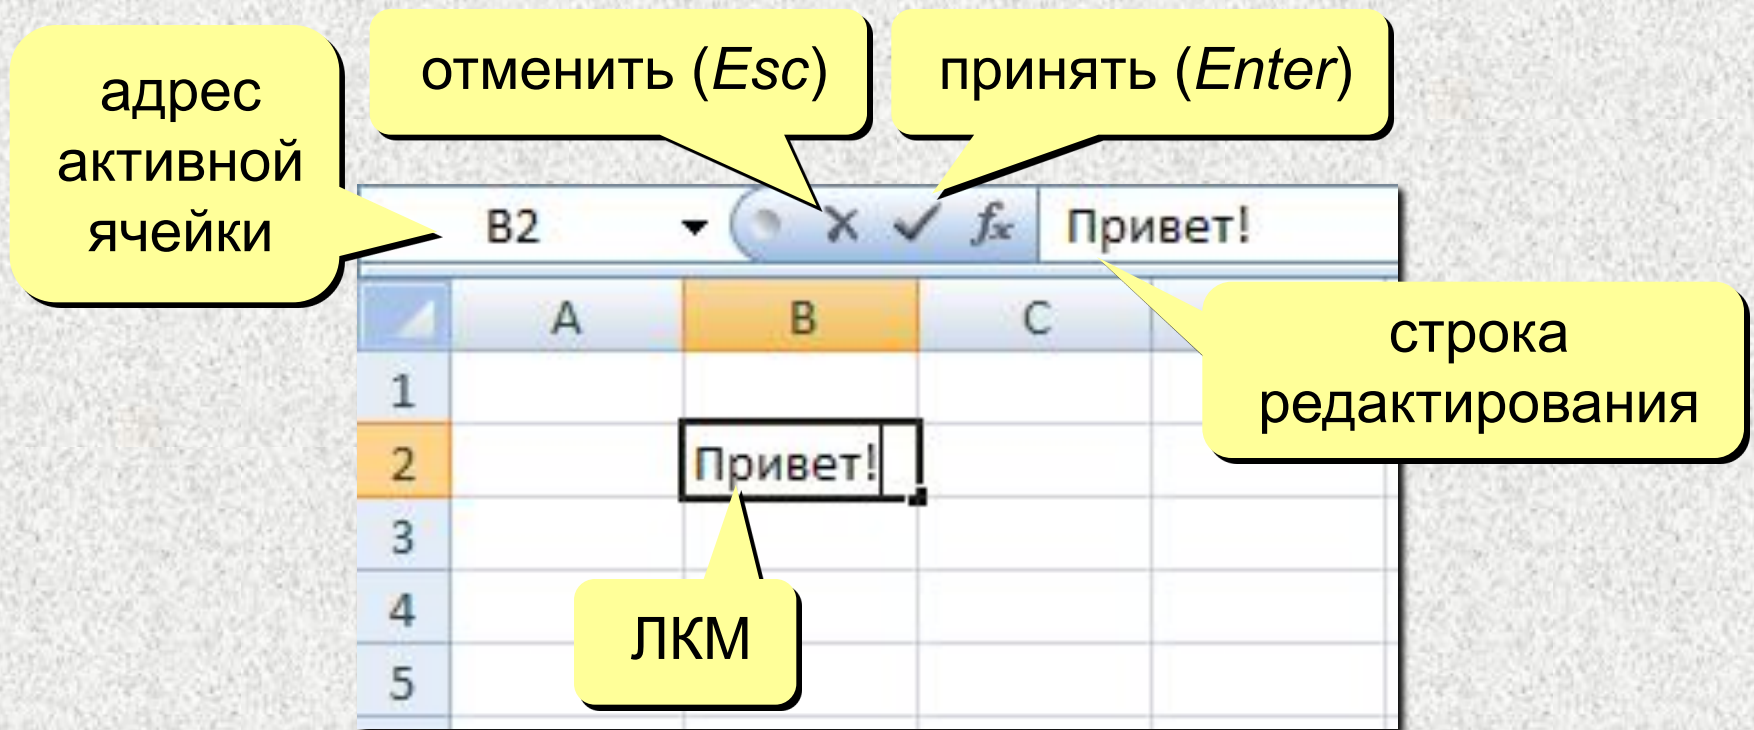 отменить (Esc)
принять (Enter)
адрес
активной
ячейки
B2
fx
Привет!
A
B
C
строка
редактирования
1
2
Привет!
3
4
ЛКМ
5